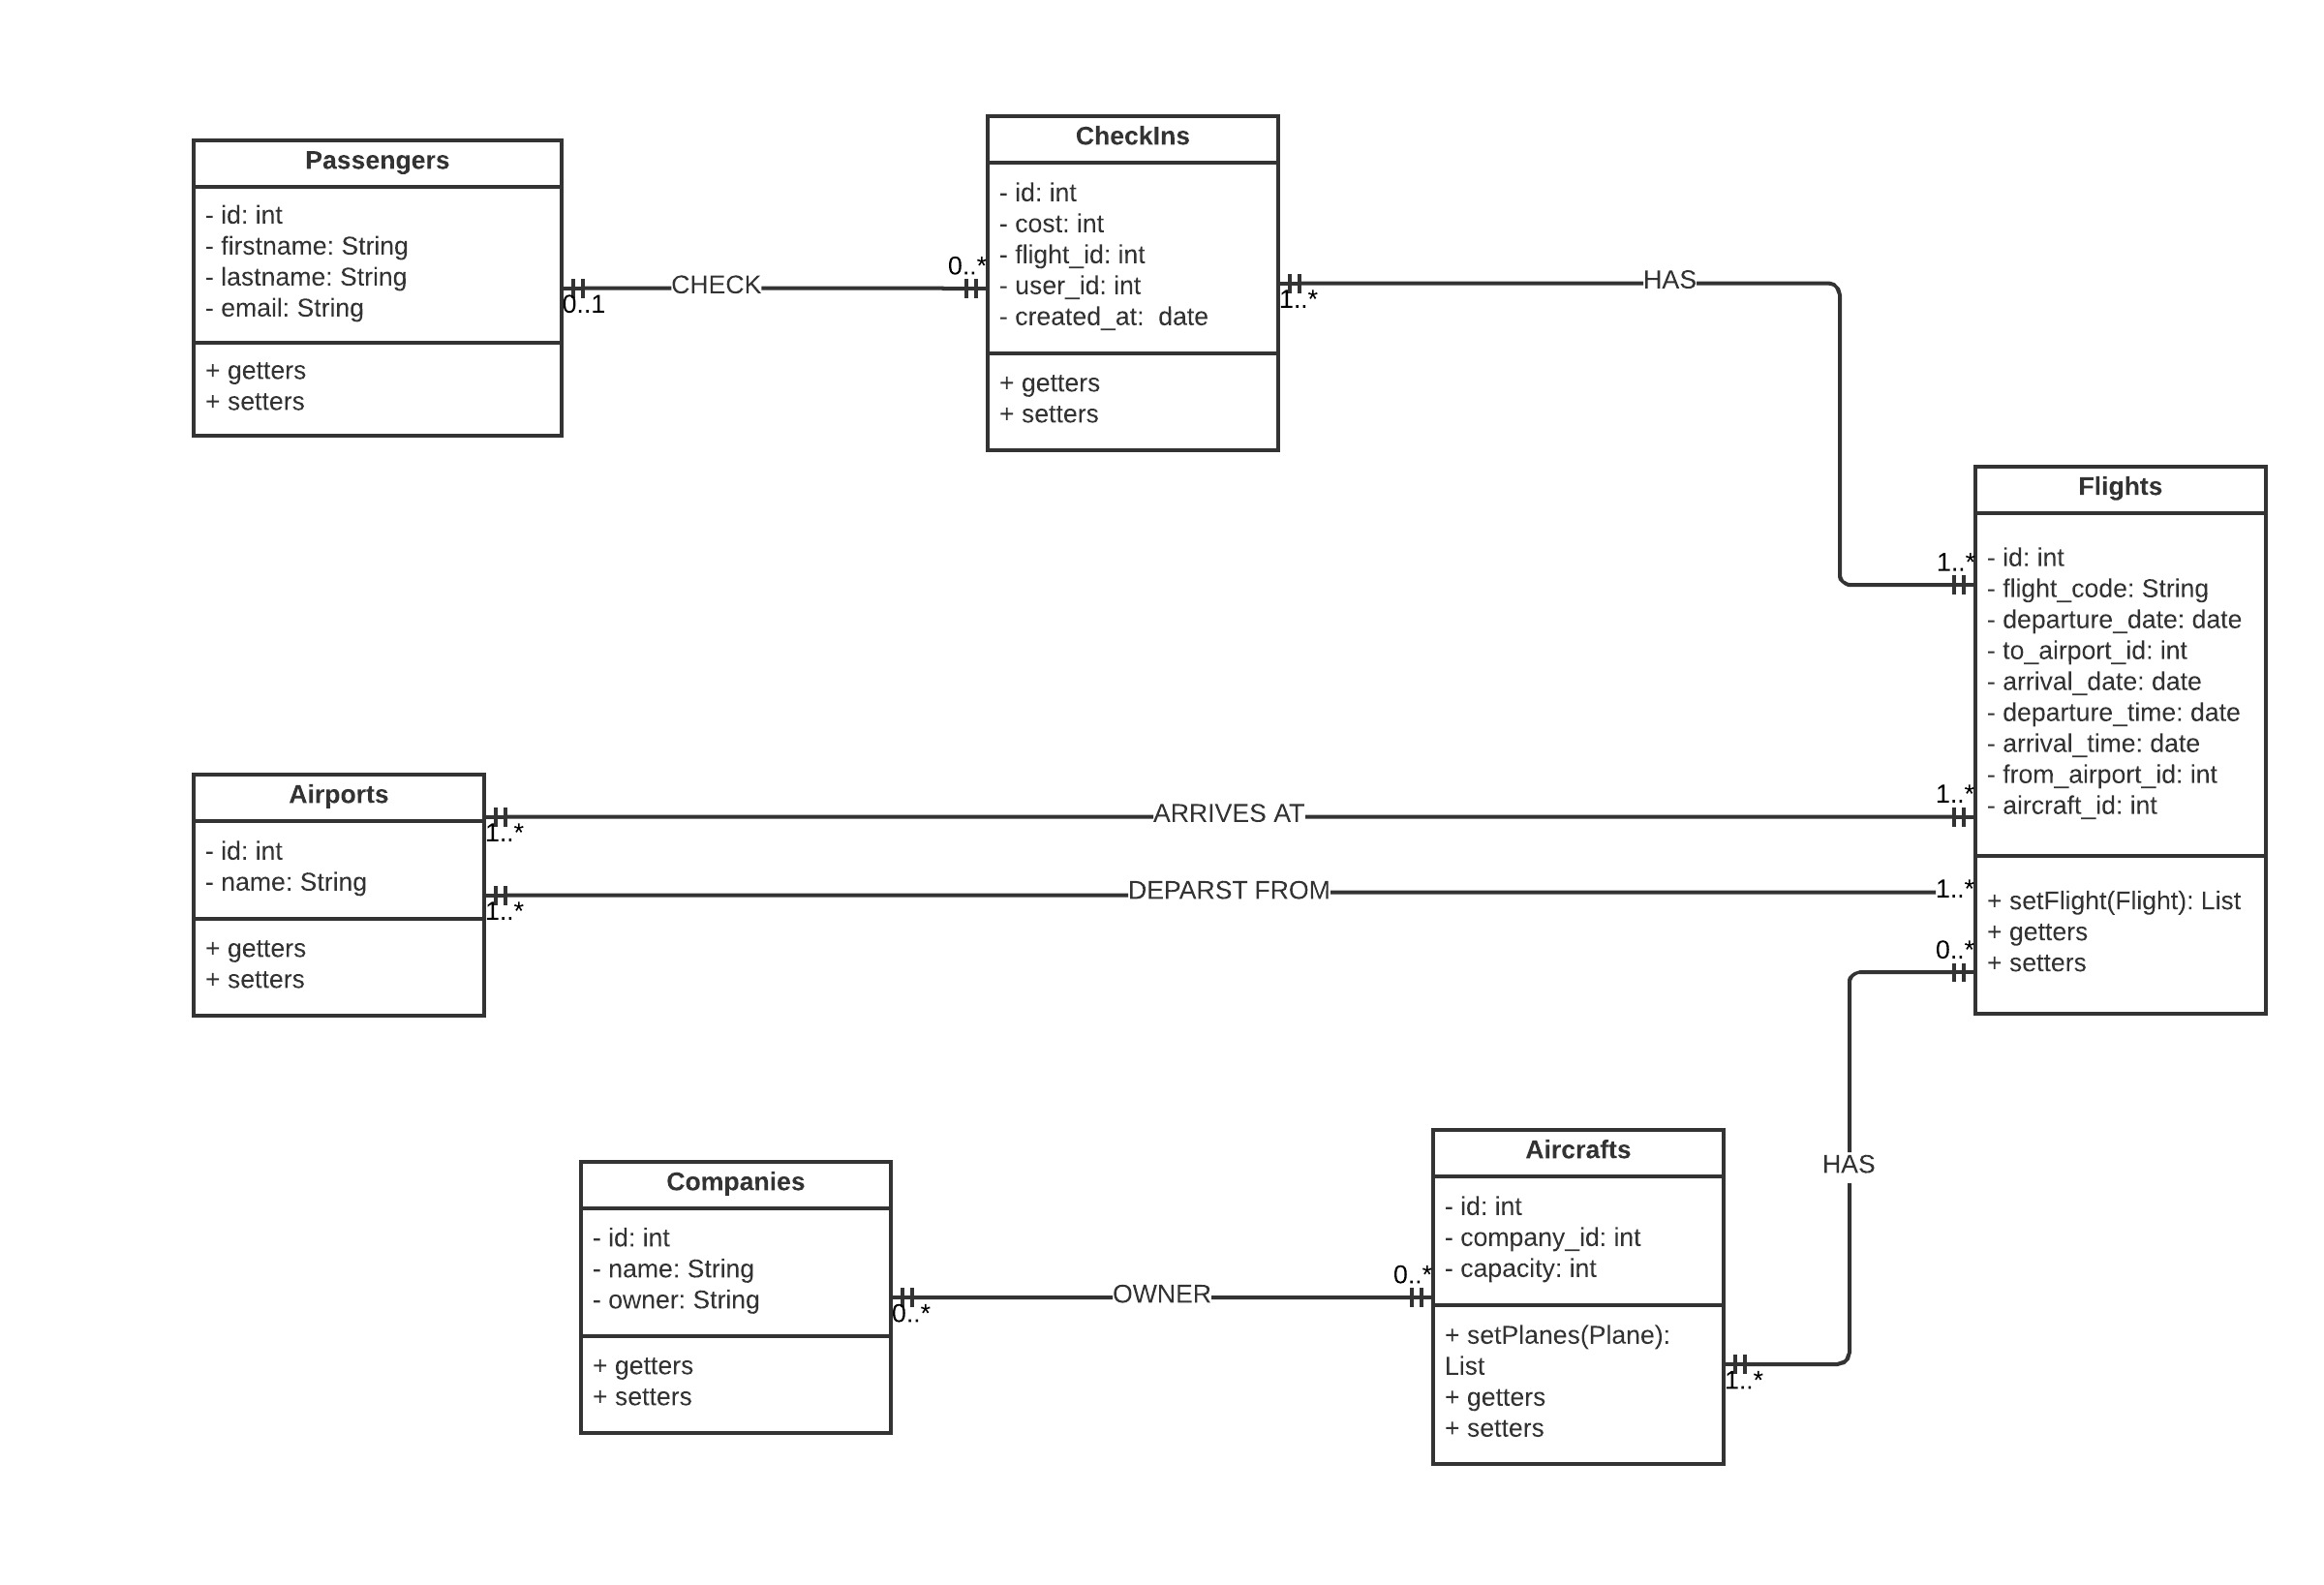 Passengers
- id: int
- firstname: String
- lastname: String
- email: String
+ getters
+ setters
0..1
CHECK
0..*
CheckIns
- id: int
- cost: int
- flight_id: int
- user_id: int
- created_at:  date
+ getters
+ setters
1..*
HAS
1..*
Flights
- id: int
- flight_code: String
- departure_date: date
- to_airport_id: int
- arrival_date: date
- departure_time: date
- arrival_time: date
- from_airport_id: int
- aircraft_id: int
+ setFlight(Flight): List
+ getters
+ setters
Airports
- id: int
- name: String
+ getters
+ setters
1..*
ARRIVES AT
1..*
1..*
DEPARST FROM
1..*
0..*
HAS
1..*
Companies
- id: int
- name: String
- owner: String
+ getters
+ setters
0..*
OWNER
0..*
Aircrafts
- id: int
- company_id: int
- capacity: int
+ setPlanes(Plane):
List
+ getters
+ setters